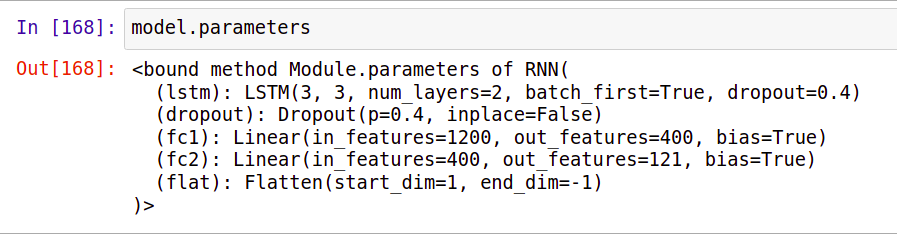 In [168]: model.parameters
Out[168]: <bound method Module.parameters of RNN(
(lstm): LSTM(3, 3, num_layers=2, batch_first=True, dropout=0.4)
(dropout): Dropout(p=0.4, inplace=False)
(fc1): Linear(in_features=1200, out_features=400, bias=True)
(fc2): Linear(in_features=400, out_features=121, bias=True)
(flat): Flatten(start_dim=1, end_dim=-1)
)>